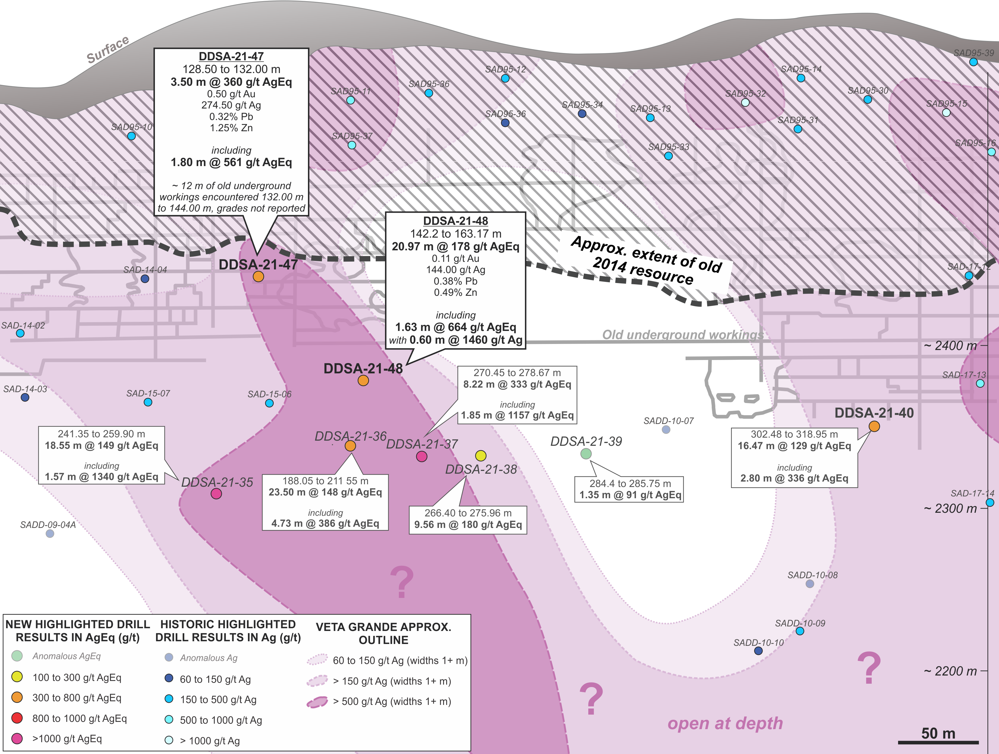 Surface
DDSA-21-47
128.50 to 132.00 m
3.50 m @ 360 g/t AgEq
0.50 g/t Au
274.50 g/t Ag
0.32% Pb
1.25% Zn
including
1.80 m @ 561 g/t AgEq
~ 12 m of old underground
workings encountered 132.00 m
to 144.00 m, grades not reported
SAD95-10
SAD95-11
SAD95-37
SAD95-36
SAD95-12
SAD95-36
SAD95-34
SAD95-13
SAD95-33
SAD95-32
SAD95-14
SAD95-31
SAD95-30
SAD95-39
SAD95-15
SAD95-16
DDSA-21-48
142.2 to 163.17 m
20.97 m @ 178 g/t AgEq
0.11 g/t Au
144.00 g/t Ag
0.38% Pb
0.49% Zn
including
1.63 m @ 664 g/t AgEq
with 0.60 m @ 1460 g/t Ag
Approx. extent of old
2014 resource
SAD-17-12
SAD-14-04
DDSA-21-47
SAD-14-02
Old underground workings
~ 2400 m
DDSA-21-48
SAD-14-03
SAD-15-07
SAD-15-06
270.45 to 278.67 m
8.22 m @ 333 g/t AgEq
including
1.85 m @ 1157 g/t AgEq
SAD-17-13
DDSA-21-40
SADD-10-07
241.35 to 259.90 m
18.55 m @ 149 g/t AgEq
including
1.57 m @ 1340 g/t AgEq
DDSA-21-36
DDSA-21-37
DDSA-21-39
302.48 to 318.95 m
16.47 m @ 129 g/t AgEq
including
2.80 m @ 336 g/t AgEq
DDSA-21-38
DDSA-21-35
188.05 to 211 55 m
23.50 m @ 148 g/t AgEq
including
4.73 m @ 386 g/t AgEq
284.4 to 285.75 m
1.35 m @ 91 g/t AgEq
SAD-17-14
~ 2300 m
266.40 to 275.96 m
9.56 m @ 180 g/t AgEq
SADD-09-04A
?
SADD-10-08
SADD-10-09
SADD-10-10
?
~ 2200 m
?
open at depth
50 m
NEW HIGHLIGHTED DRILL
RESULTS IN AgEq (g/t)
Anomalous AgEq
100 to 300 g/t AgEq
300 to 800 g/t AgEq
800 to 1000 g/t AgEq
>1000 g/t AgEq
HISTORIC HIGHLIGHTED
DRILL RESULTS IN Ag (g/t)
Anomalous Ag
60 to 150 g/t Ag
150 to 500 g/t Ag
500 to 1000 g/t Ag
> 1000 g/t Ag
VETA GRANDE APPROX.
OUTLINE
60 to 150 g/t Ag (widths 1+ m)
> 150 g/t Ag (widths 1+ m)
> 500 g/t Ag (widths 1+ m)